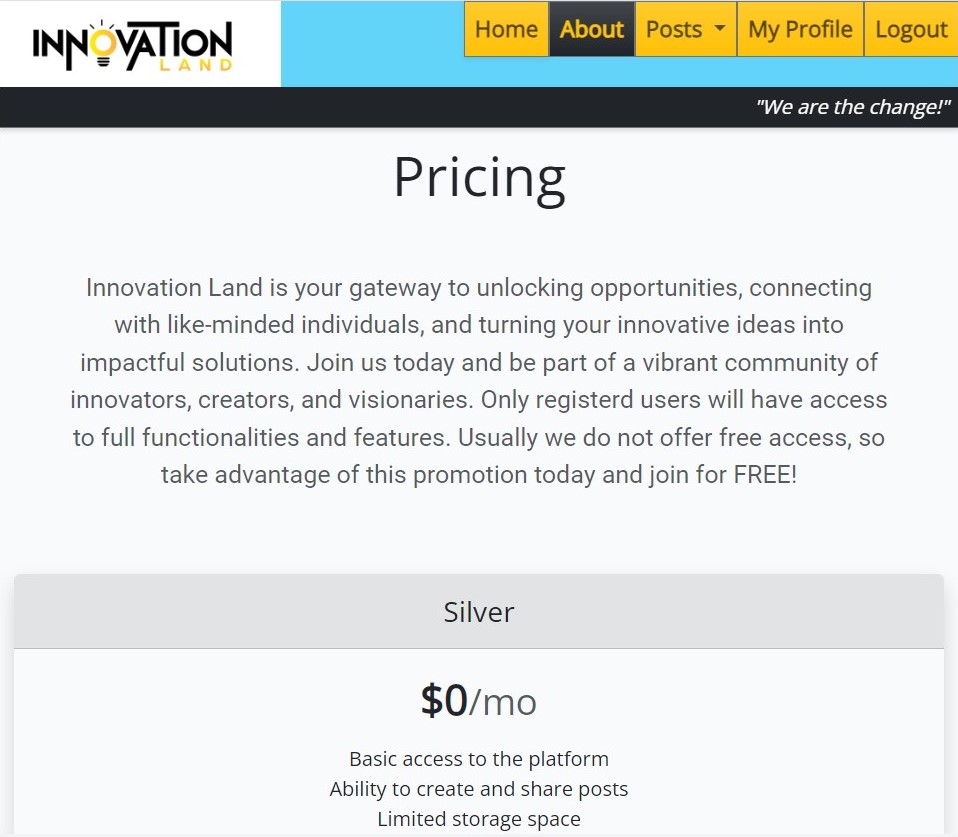 INNOVATION
LAND
Home About Posts My Profile Logout
"We are the change!"
Pricing
Innovation Land is your gateway to unlocking opportunities, connecting
with like-minded individuals, and turning your innovative ideas into
impactful solutions. Join us today and be part of a vibrant community of
innovators, creators, and visionaries. Only registerd users will have access
to full functionalities and features. Usually we do not offer free access, so
take advantage of this promotion today and join for FREE!
Silver
$0/mo
Basic access to the platform
Ability to create and share posts
Limited storage space